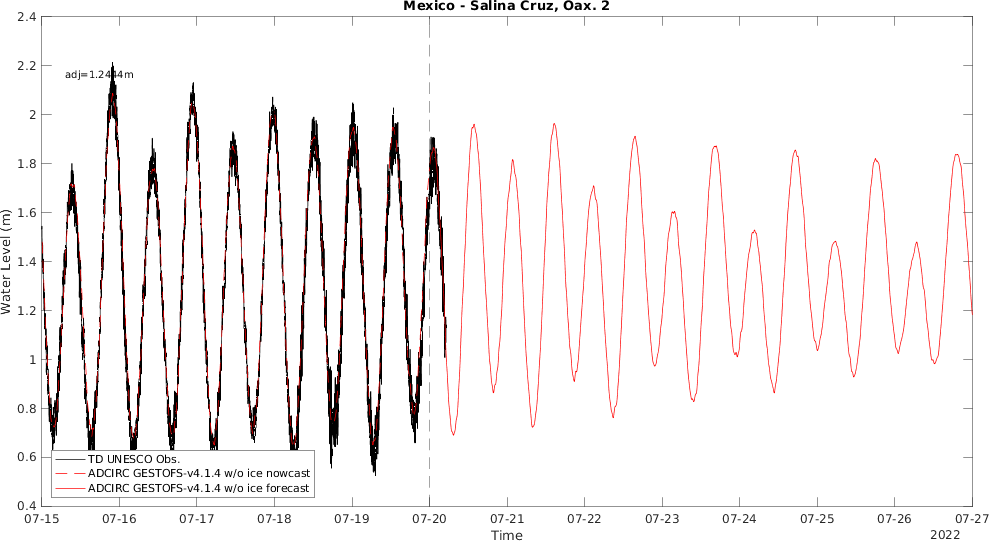 Mexico - Salina Cruz, Oax. 2
2.4
2.2
2
1.8
1.6
1.4
1.2
1
0.8
0.6
0.4
Water Level (m)
adj=1.2444m
TD UNESCO Obs.
ADCIRC GESTOFS-v4.1.4 w/o ice nowcast
ADCIRC GESTOFS-v4.1.4 w/o ice forecast
07-15 07-16 07-17 07-18 07-19 07-20 07-21 07-22 07-23 07-24 07-25 07-26 07-27
Time
2022